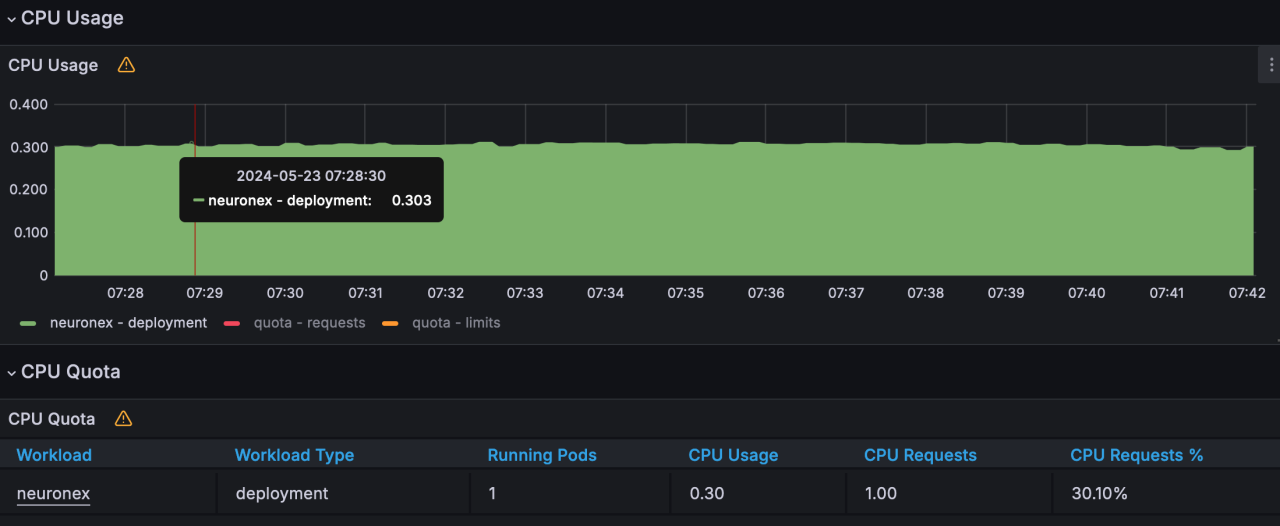 CPU Usage
CPU Usage
0.400
0.300
0.200
0.100
0
2024-05-23 07:28:30
neuronex - deployment: 0.303
07:28 07:29 07:30 07:31 07:32 07:33 07:34 07:35 07:36 07:37 07:38 07:39 07:40 07:41 07:42
neuronex - deployment quota - requests quota - limits
CPU Quota
CPU Quota
Workload Workload Type Running Pods CPU Usage CPU Requests CPU Requests %
neuronex deployment 1 0.30 1.00 30.10%